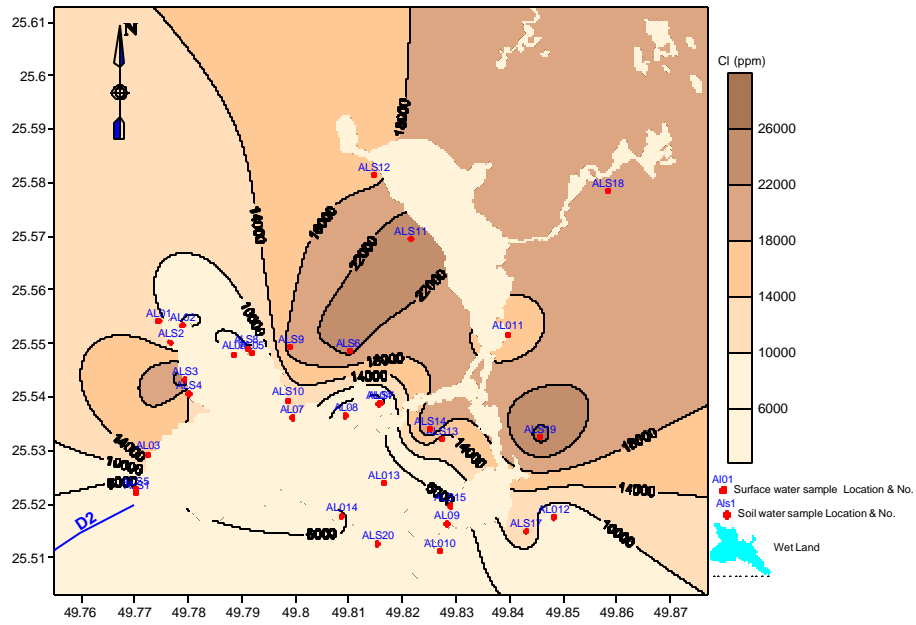 25.61
25.6
25.59
25.58
25.57
25.56
25.55
25.54
25.53
25.52
25.51
49.76 49.77 49.78 49.79 49.8 49.81 49.82 49.83 49.84 49.85 49.86 49.87
N
18000
14000
ALS12
ALS18
18000
ALS11
22000
22000
10000
AL01
AL02
ALS2
AL011
ALS9
ALS6
18000
14000
ALS3
ALS4
ALS10
AL07
AL08
ALS14
ALS13
ALS19
14000
18000
14000
10000
AL03
AL013
14000
AL014
AL09
AL012
ALS17
10000
ALS20
AL010
D2
Cl (ppm)
26000
22000
18000
14000
10000
6000
Al01
Surface water sample Location & No.
Als1
Soil water sample Location & No.
Wet Land